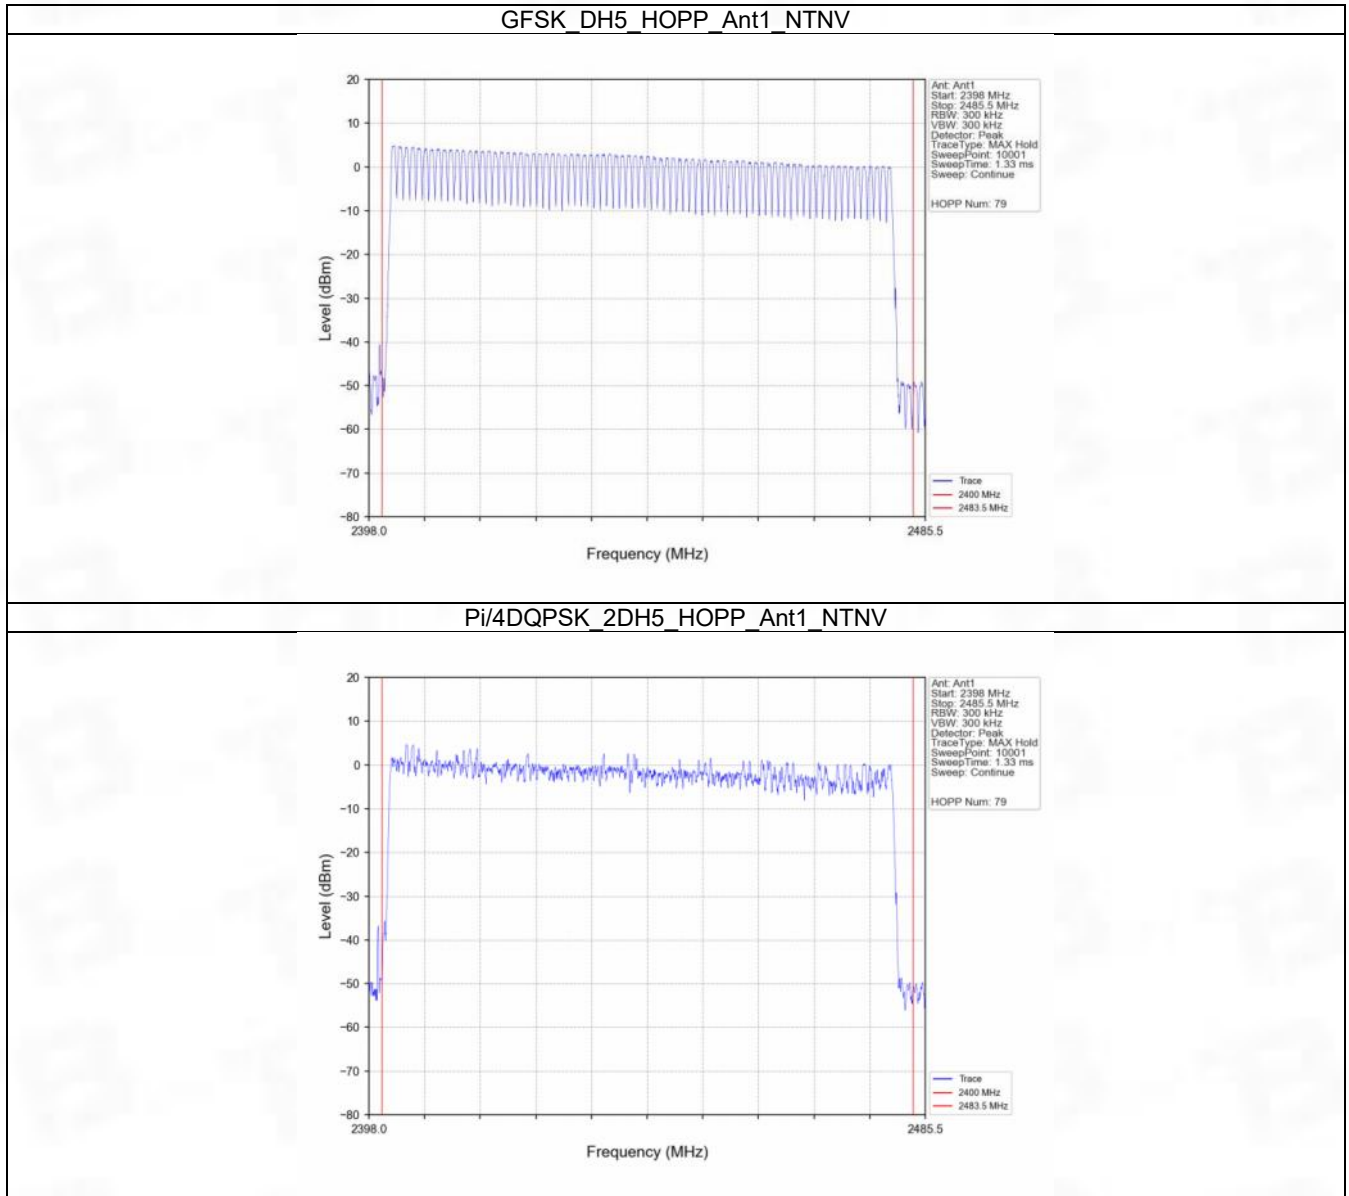 GFSK_DH5_HOPP_Ant1_NTNV
20
10
0
−10
−20
−30
−40
−50
−60
−70
−80
Level (dBm)
2398.0
2485.5
Frequency (MHz)
Ant: Ant1
Start: 2398 MHz
Stop: 2485.5 MHz
RBW: 300 kHz
VBW: 300 kHz
Detector: Peak
TraceType: MAX Hold
SweepPoint: 10001
SweepTime: 1.33 ms
Sweep: Continue
HOPP Num: 79
Trace
2400 MHz
2483.5 MHz
Pi/4DQPSK_2DH5_HOPP_Ant1_NTNV
20
10
0
−10
−20
−30
−40
−50
−60
−70
−80
Level (dBm)
2398.0
2485.5
Frequency (MHz)
Ant: Ant1
Start: 2398 MHz
Stop: 2485.5 MHz
RBW: 300 kHz
VBW: 300 kHz
Detector: Peak
TraceType: MAX Hold
SweepPoint: 10001
SweepTime: 1.33 ms
Sweep: Continue
HOPP Num: 79
Trace
2400 MHz
2483.5 MHz